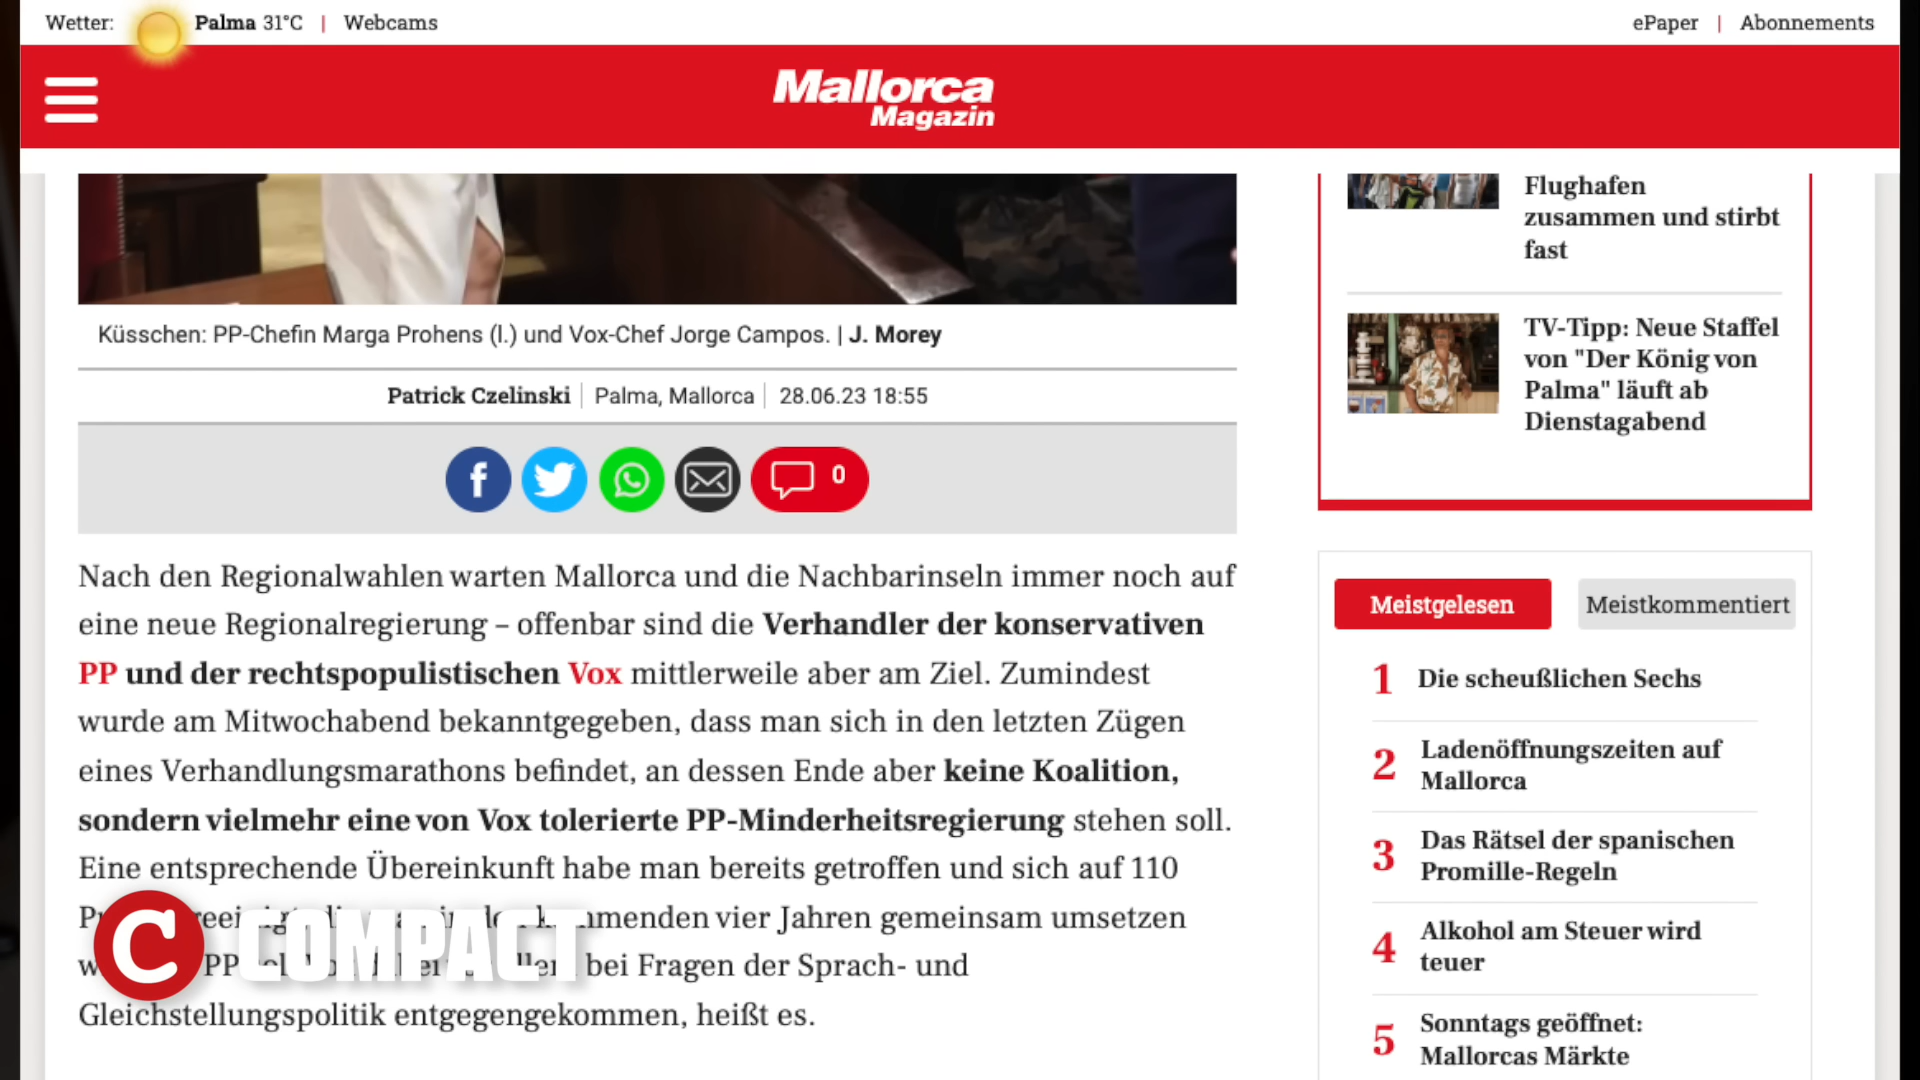 Wetter: Palma 31°C | Webcams
ePaper | Abonnements
Mallorca
Magazin
Küsschen: PP-Chefin Marga Prohens (l.) und Vox-Chef Jorge Campos. | J. Morey
Patrick Czelinski | Palma, Mallorca | 28.06.23 18:55
f
0
Nach den Regionalwahlen warten Mallorca und die Nachbarinseln immer noch auf
eine neue Regionalregierung – offenbar sind die Verhandler der konservativen
PP und der rechtspopulistischen Vox mittlerweile aber am Ziel. Zumindest
wurde am Mitwochabend bekanntgegeben, dass man sich in den letzten Zügen
eines Verhandlungsmarathons befindet, an dessen Ende aber keine Koalition,
sondern vielmehr eine von Vox tolerierte PP-Minderheitsregierung stehen soll.
Eine entsprechende Übereinkunft habe man bereits getroffen und sich auf 110
vier Jahren gemeinsam umsetzen
PP bei Fragen der Sprach- und
Gleichstellungspolitik entgegengekommen, heißt es.
C COMPACT
Flughafen
zusammen und stirbt
fast
TV-Tipp: Neue Staffel
von "Der König von
Palma" läuft ab
Dienstagabend
Meistgelesen
Meistkommentiert
1 Die scheußlichen Sechs
2 Ladenöffnungszeiten auf
Mallorca
3 Das Rätsel der spanischen
Promille-Regeln
4 Alkohol am Steuer wird
teuer
5 Sonntags geöffnet:
Mallorcas Märkte